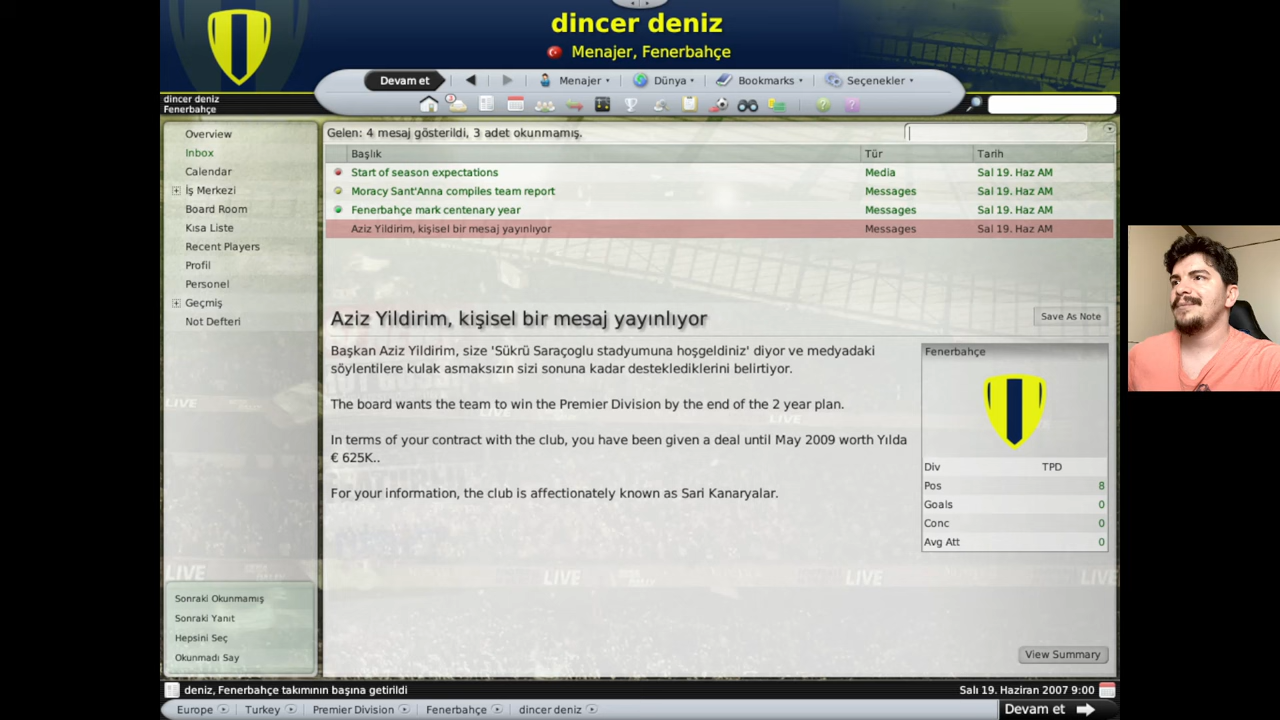 dincer deniz
Menajer, Fenerbahçe
Devam et
Menajer
Dünya
Bookmarks
Seçenekler
dincer deniz
Fenerbahçe
Overview
Inbox
Calendar
İş Merkezi
Board Room
Kısa Liste
Recent Players
Profil
Personel
Geçmiş
Not Defteri
Gelen: 4 mesaj gösterildi, 3 adet okunmamış.
Başlık Tür Tarih
Start of season expectations Media Sal 19. Haz AM
Moracy Sant'Anna compiles team report Messages Sal 19. Haz AM
Fenerbahçe mark centenary year Messages Sal 19. Haz AM
Aziz Yildirim, kişisel bir mesaj yayınlıyor Messages Sal 19. Haz AM
Aziz Yildirim, kişisel bir mesaj yayınlıyor
Save As Note
Başkan Aziz Yildirim, size 'Sükrü Saraçoglu stadyumuna hoşgeldiniz' diyor ve medyadaki
söylentilere kulak asmaksızın sizi sonuna kadar desteklediklerini belirtiyor.
The board wants the team to win the Premier Division by the end of the 2 year plan.
In terms of your contract with the club, you have been given a deal until May 2009 worth Yılda
€ 625K..
For your information, the club is affectionately known as Sari Kanaryalar.
Fenerbahçe
Div TPD
Pos 8
Goals 0
Conc 0
Avg Att 0
View Summary
LIVE
LIVE
LIVE
LIVE
LIVE
LIVE
Sonraki Okunmamış
Sonraki Yanıt
Hepsini Seç
Okunmadı Say
deniz, Fenerbahçe takımının başına getirildi
Salı 19. Haziran 2007 9:00
Europe
Turkey
Premier Division
Fenerbahçe
dincer deniz
Devam et